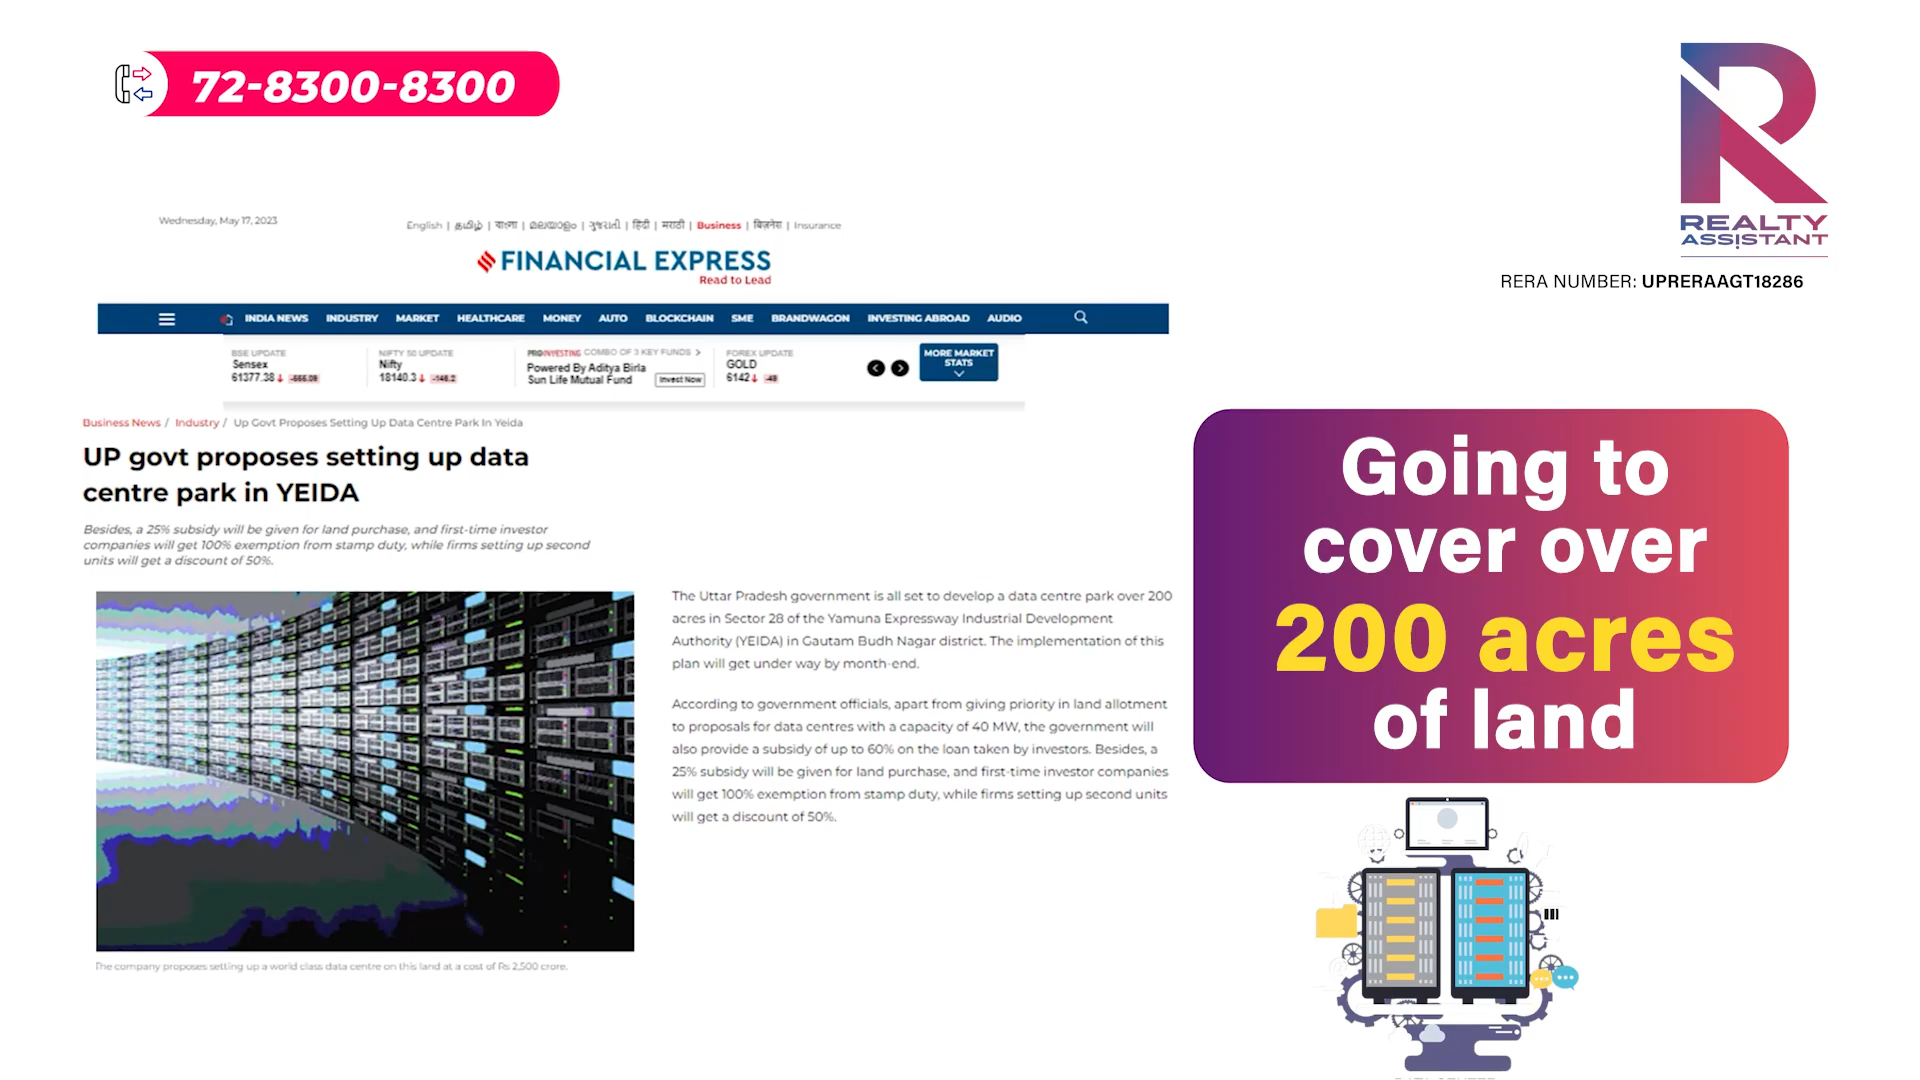 72-8300-8300
REALTY
ASSISTANT
RERA NUMBER: UPRERAAGT18286
Wednesday, May 17, 2023
English | தமிழ் | বাংলা | മലയാളം | ગુજરાતી | हिंदी | मराठी | Business | बिज़नेस | Insurance
FINANCIAL EXPRESS
Read to Lead
INDIA NEWS INDUSTRY MARKET HEALTHCARE MONEY AUTO BLOCKCHAIN SME BRANDWAGON INVESTING ABROAD AUDIO
BSE UPDATE
Sensex
61377.38 -555.09
NIFTY 50 UPDATE
Nifty
18140.3 -146.2
PROINVESTING COMBO OF 3 KEY FUNDS
Powered By Aditya Birla
Sun Life Mutual Fund Invest Now
FOREX UPDATE
GOLD
6142 -49
MORE MARKET
STATS
Business News / Industry / Up Govt Proposes Setting Up Data Centre Park In Yeida
UP govt proposes setting up data
centre park in YEIDA
Besides, a 25% subsidy will be given for land purchase, and first-time investor
companies will get 100% exemption from stamp duty, while firms setting up second
units will get a discount of 50%.
The company proposes setting up a world class data centre on this land at a cost of Rs 2,500 crore.
The Uttar Pradesh government is all set to develop a data centre park over 200
acres in Sector 28 of the Yamuna Expressway Industrial Development
Authority (YEIDA) in Gautam Budh Nagar district. The implementation of this
plan will get under way by month-end.
According to government officials, apart from giving priority in land allotment
to proposals for data centres with a capacity of 40 MW, the government will
also provide a subsidy of up to 60% on the loan taken by investors. Besides, a
25% subsidy will be given for land purchase, and first-time investor companies
will get 100% exemption from stamp duty, while firms setting up second units
will get a discount of 50%.
Going to
cover over
200 acres
of land